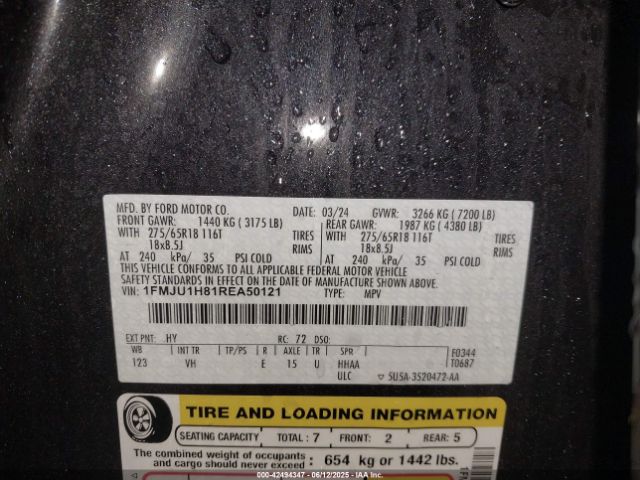 MFD. BY FORD MOTOR CO.
DATE: 03/24 GVWR: 3266 KG ( 7200 LB)
FRONT GAWR: 1440 KG ( 3175 LB)
REAR GAWR: 1987 KG ( 4380 LB)
WITH 275/65R18 116T TIRES
WITH 275/65R18 116T TIRES
18x8.5J RIMS
18x8.5J RIMS
AT 240 kPa/ 35 PSI COLD
AT 240 kPa/ 35 PSI COLD
THIS VEHICLE CONFORMS TO ALL APPLICABLE FEDERAL MOTOR VEHICLE
SAFETY STANDARDS IN EFFECT ON THE DATE OF MANUFACTURE SHOWN ABOVE.
VIN: 1FMJU1H81REA50121 TYPE: MPV
EXT PNT: HY RC: 72 DSO:
WB INT TR TP/PS R AXLE TR SPR F0344
123 VH E 15 U HHAA T0687
ULC ▽ SU5A-3520472-AA
TIRE AND LOADING INFORMATION
SEATING CAPACITY TOTAL: 7 FRONT: 2 REAR: 5
The combined weight of occupants
and cargo should never exceed: 654 kg or 1442 lbs.
(000 - 42494347 - 06/12/2025 - IAA Inc.)